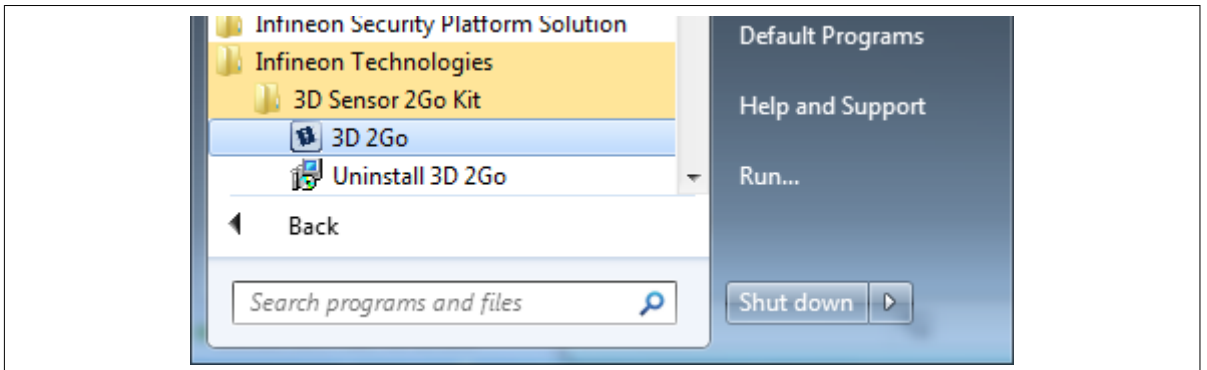 Infineon Security Platform Solution
Infineon Technologies
3D Sensor 2Go Kit
3D 2Go
Uninstall 3D 2Go
Back
Search programs and files
Default Programs
Help and Support
Run...
Shut down